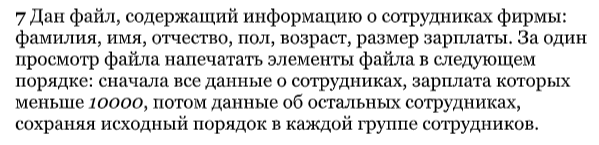 7 Дан файл, содержащий информацию о сотрудниках фирмы:
фамилия, имя, отчество, пол, возраст, размер зарплаты. За один
просмотр файла напечатать элементы файла в следующем
порядке: сначала все данные о сотрудниках, зарплата которых
меньше 10000, потом данные об остальных сотрудниках,
сохраняя исходный порядок в каждой группе сотрудников.